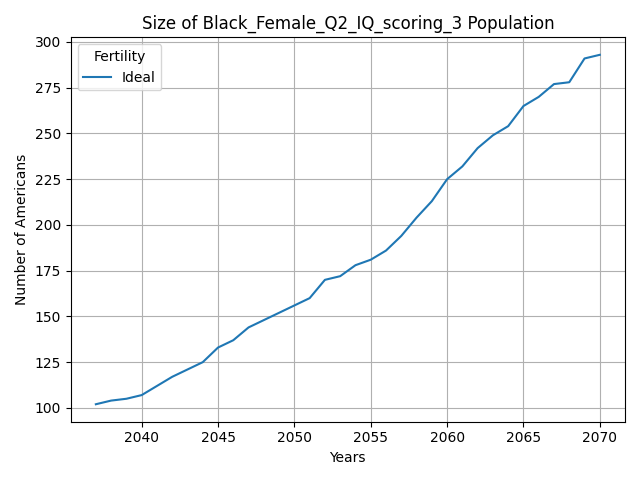 Size of Black_Female_Q2_IQ_scoring_3 Population
Fertility
Ideal
Number of Americans
300
275
250
225
200
175
150
125
100
2040 2045 2050 2055 2060 2065 2070
Years